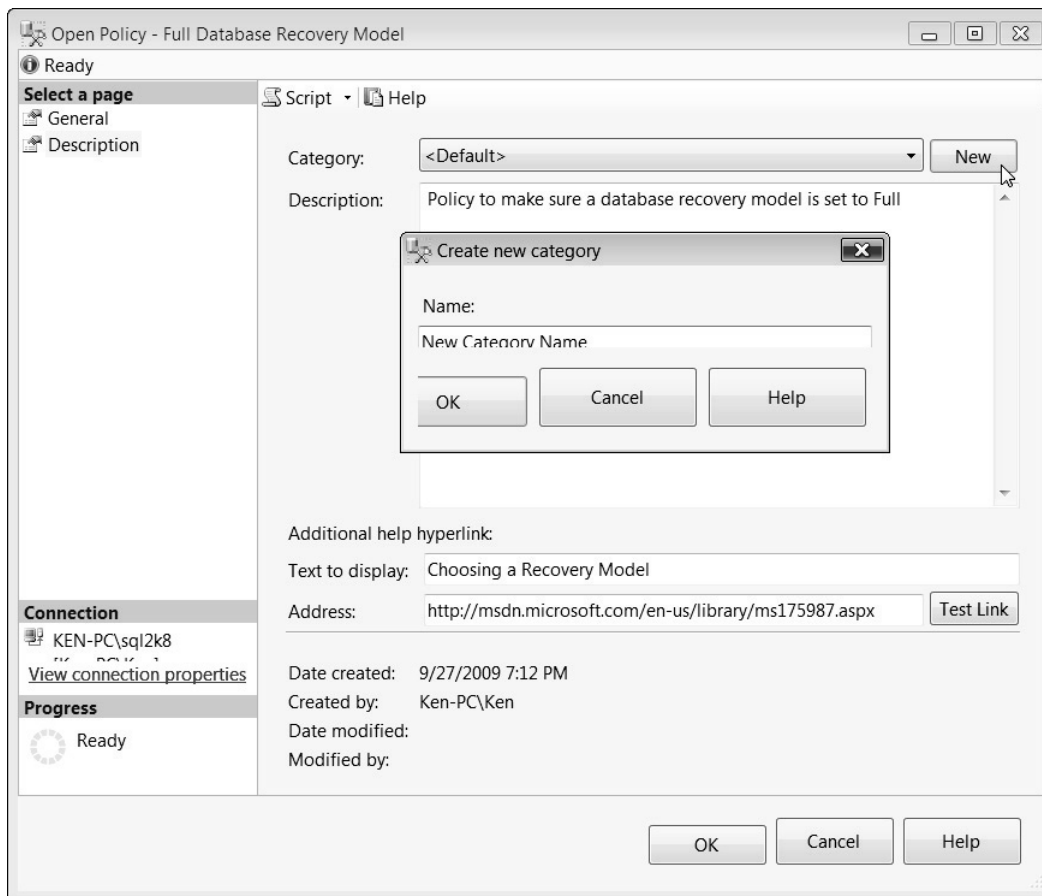 Open Policy - Full Database Recovery Model
Ready
Select a page
General
Description
Script Help
Category: <Default> New
Description: Policy to make sure a database recovery model is set to Full
Create new category
Name:
New Category Name
OK Cancel Help
Additional help hyperlink:
Text to display: Choosing a Recovery Model
Address: http://msdn.microsoft.com/en-us/library/ms175987.aspx Test Link
Connection
KEN-PC\sql2k8
[Ken-PC\Ken]
View connection properties
Progress
Ready
Date created: 9/27/2009 7:12 PM
Created by: Ken-PC\Ken
Date modified:
Modified by:
OK Cancel Help